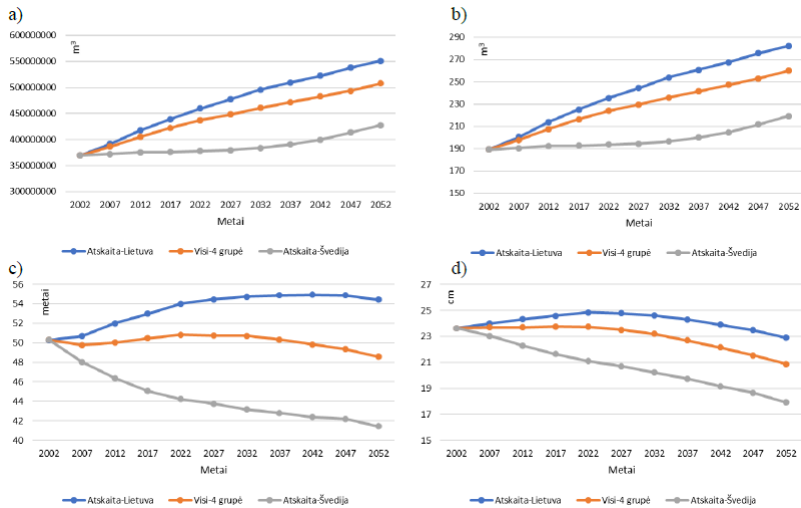 a)
m³
600000000
550000000
500000000
450000000
400000000
350000000
300000000
2002 2007 2012 2017 2022 2027 2032 2037 2042 2047 2052
Metai
Atskaita-Lietuva Visi-4 grupė Atskaita-Švedija
b)
m³
290
270
250
230
210
190
170
150
2002 2007 2012 2017 2022 2027 2032 2037 2042 2047 2052
Metai
Atskaita-Lietuva Visi-4 grupė Atskaita-Švedija
c)
metai
56
54
52
50
48
46
44
42
40
2002 2007 2012 2017 2022 2027 2032 2037 2042 2047 2052
Metai
Atskaita-Lietuva Visi-4 grupė Atskaita-Švedija
d)
27
25
23
21
19
17
15
2002 2007 2012 2017 2022 2027 2032 2037 2042 2047 2052
Metai
Atskaita-Lietuva Visi-4 grupė Atskaita-Švedija